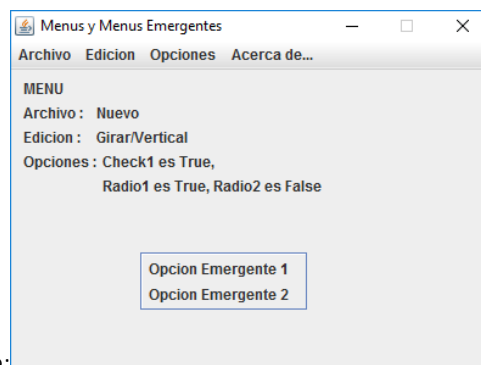 Menus y Menus Emergentes
Archivo Edicion Opciones Acerca de...
MENU
Archivo : Nuevo
Edicion : Girar/Vertical
Opciones : Check1 es True,
Radio1 es True, Radio2 es False
Opcion Emergente 1
Opcion Emergente 2